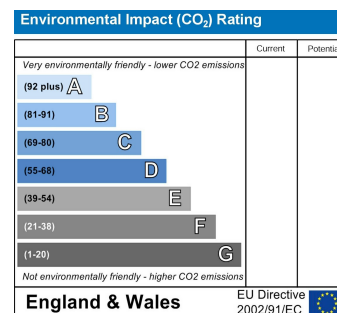 Environmental Impact (CO₂) Rating
Current Potentia
Very environmentally friendly - lower CO2 emissions
(92 plus) A
(81-91) B
(69-80) C
(55-68) D
(39-54) E
(21-38) F
(1-20) G
Not environmentally friendly - higher CO2 emissions
England & Wales
EU Directive
2002/91/EC